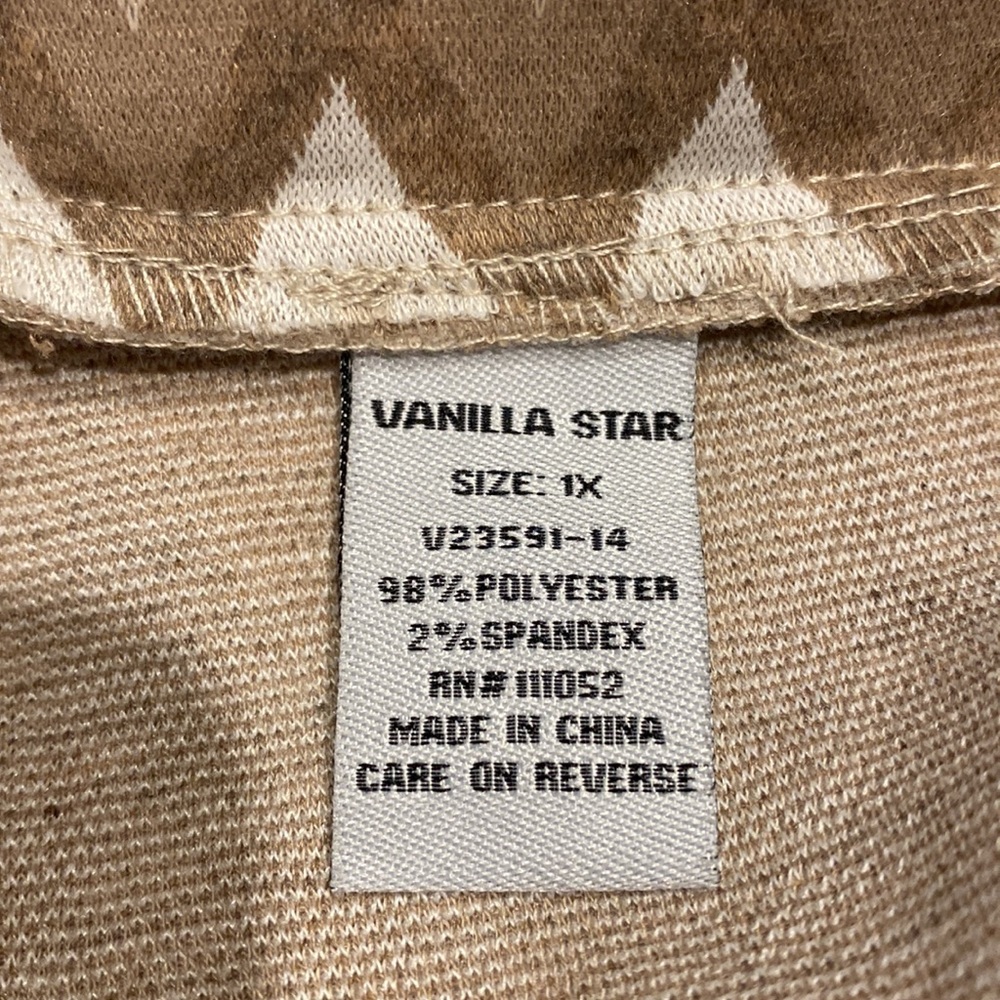 VANILLA STAR
SIZE: 1X
V23591-14
98%POLYESTER
2%SPANDEX
RN#111052
MADE IN CHINA
CARE ON REVERSE